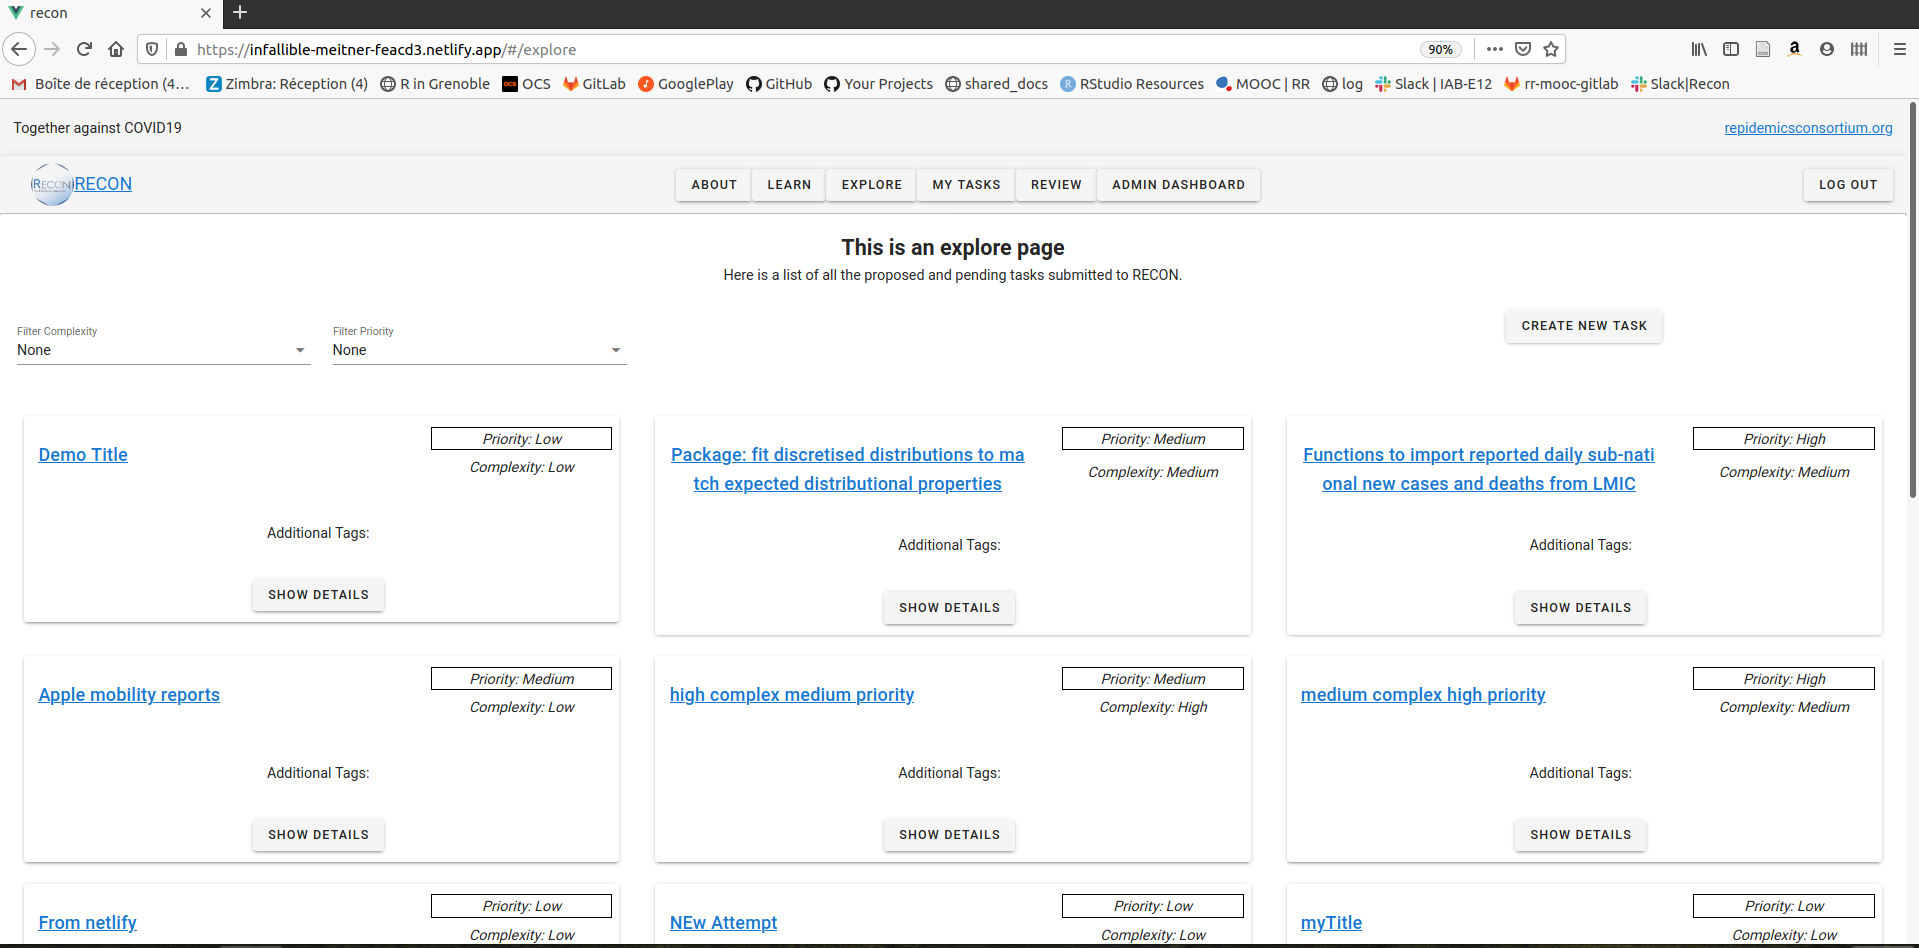 recon
https://infallible-meitner-feacd3.netlify.app/#/explore
90%
Boîte de réception (4…
Zimbra: Réception (4)
R in Grenoble
OCS
GitLab
GooglePlay
GitHub
Your Projects
shared_docs
RStudio Resources
MOOC | RR
log
Slack | IAB-E12
rr-mooc-gitlab
Slack|Recon
Together against COVID19
repidemicsconsortium.org
RECON
RECON
ABOUT
LEARN
EXPLORE
MY TASKS
REVIEW
ADMIN DASHBOARD
LOG OUT
This is an explore page
Here is a list of all the proposed and pending tasks submitted to RECON.
Filter Complexity
None
Filter Priority
None
CREATE NEW TASK
Demo Title
Priority: Low
Complexity: Low
Additional Tags:
SHOW DETAILS
Package: fit discretised distributions to ma
tch expected distributional properties
Priority: Medium
Complexity: Medium
Additional Tags:
SHOW DETAILS
Functions to import reported daily sub-nati
onal new cases and deaths from LMIC
Priority: High
Complexity: Medium
Additional Tags:
SHOW DETAILS
Apple mobility reports
Priority: Medium
Complexity: Low
Additional Tags:
SHOW DETAILS
high complex medium priority
Priority: Medium
Complexity: High
Additional Tags:
SHOW DETAILS
medium complex high priority
Priority: High
Complexity: Medium
Additional Tags:
SHOW DETAILS
From netlify
Priority: Low
Complexity: Low
NEw Attempt
Priority: Low
Complexity: Low
myTitle
Priority: Low
Complexity: Low